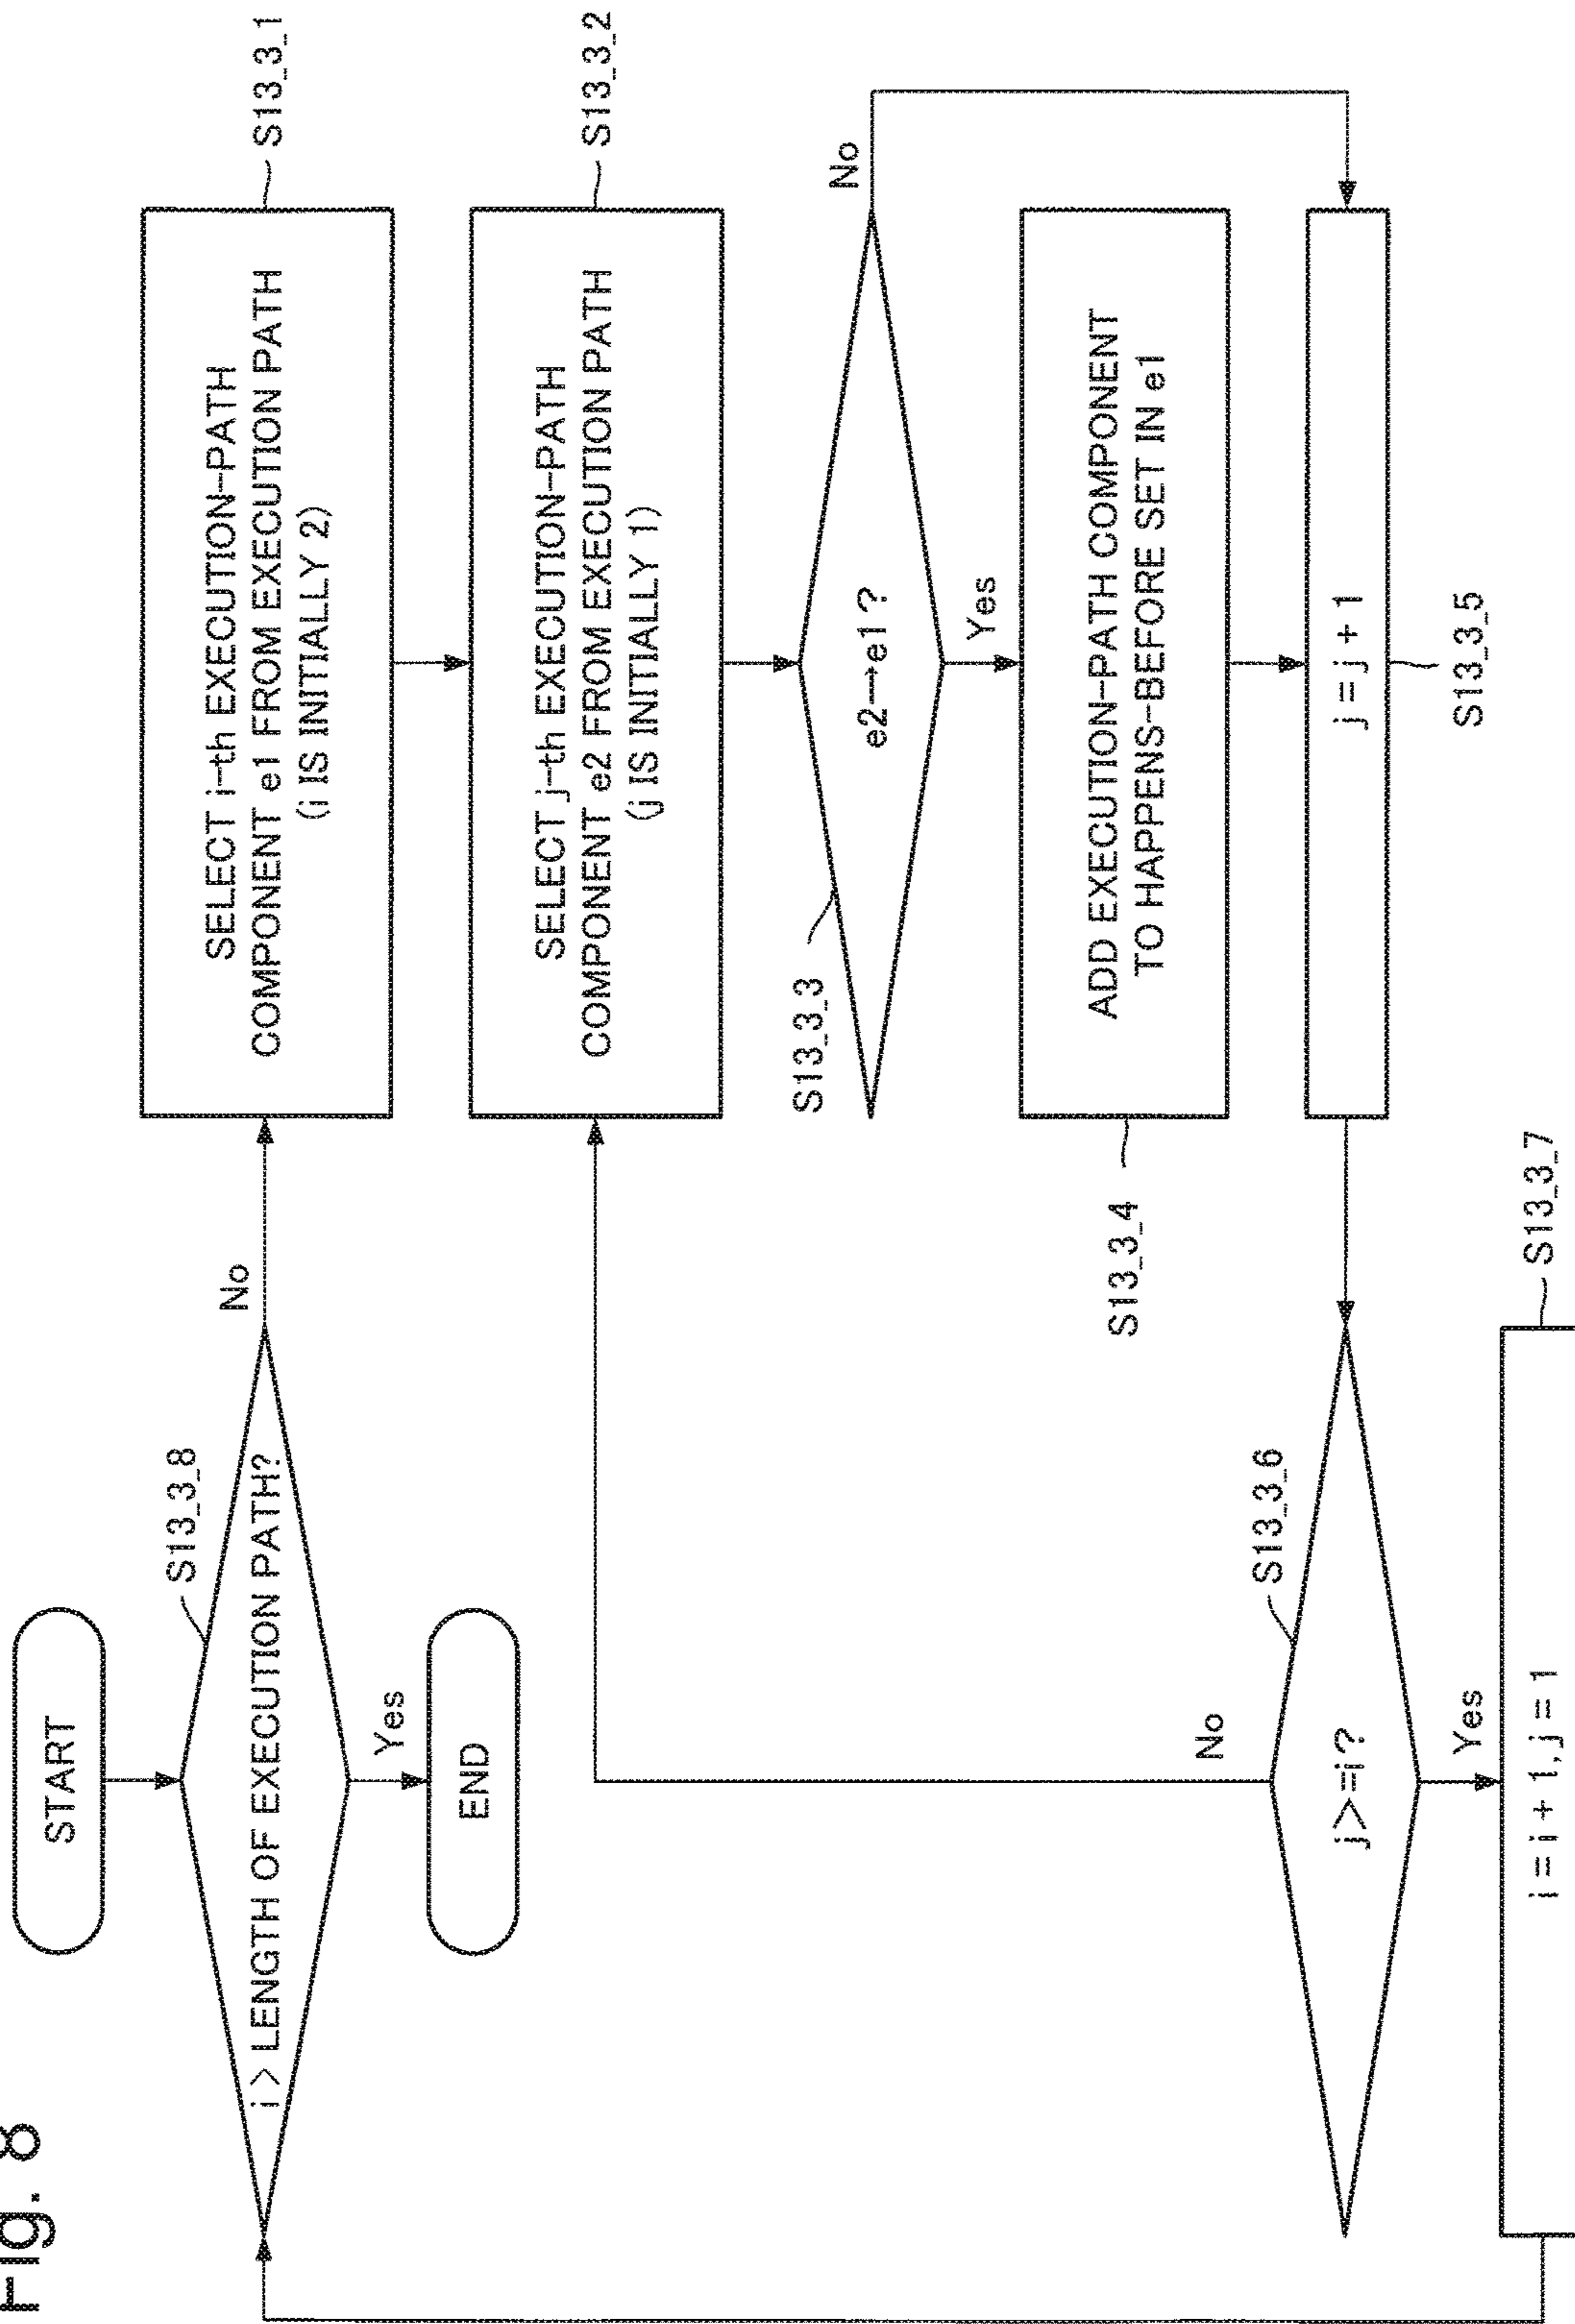 Fig. 8
START
i > LENGTH OF EXECUTION PATH?
S13_3_8
No
Yes
END
SELECT i-th EXECUTION-PATH
COMPONENT e1 FROM EXECUTION PATH
(i IS INITIALLY 2)
S13_3_1
SELECT j-th EXECUTION-PATH
COMPONENT e2 FROM EXECUTION PATH
(j IS INITIALLY 1)
S13_3_2
S13_3_3
e2→e1?
No
Yes
ADD EXECUTION-PATH COMPONENT
TO HAPPENS-BEFORE SET IN e1
S13_3_4
j = j + 1
S13_3_5
S13_3_6
j>=i?
No
Yes
i = i + 1, j = 1
S13_3_7